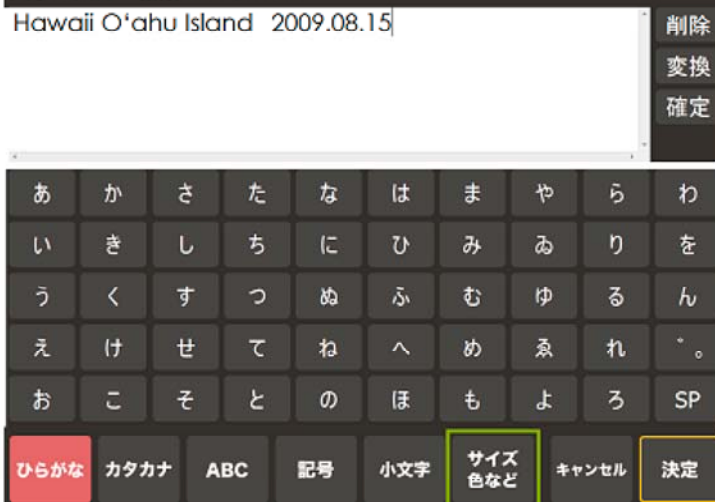 Hawaii Oʻahu Island 2009.08.15
削除
変換
確定
あ か さ た な は ま や ら わ
い き し ち に ひ み ゐ り を
う く す つ ぬ ふ む ゆ る ん
え け せ て ね へ め ゑ れ ゛。
お こ そ と の ほ も よ ろ SP
ひらがな カタカナ ABC 記号 小文字 サイズ キャンセル 決定
色など